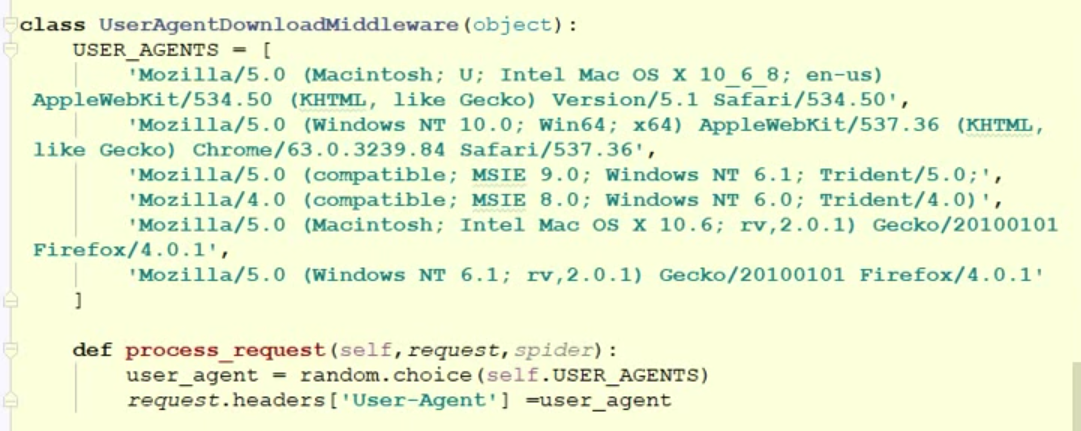 class UserAgentDownloadMiddleware(object):
    USER_AGENTS = [
        'Mozilla/5.0 (Macintosh; U; Intel Mac OS X 10_6_8; en-us)
AppleWebKit/534.50 (KHTML, like Gecko) Version/5.1 Safari/534.50',
        'Mozilla/5.0 (Windows NT 10.0; Win64; x64) AppleWebKit/537.36 (KHTML,
like Gecko) Chrome/63.0.3239.84 Safari/537.36',
        'Mozilla/5.0 (compatible; MSIE 9.0; Windows NT 6.1; Trident/5.0;',
        'Mozilla/4.0 (compatible; MSIE 8.0; Windows NT 6.0; Trident/4.0)',
        'Mozilla/5.0 (Macintosh; Intel Mac OS X 10.6; rv,2.0.1) Gecko/20100101
Firefox/4.0.1',
        'Mozilla/5.0 (Windows NT 6.1; rv,2.0.1) Gecko/20100101 Firefox/4.0.1'
    ]
    def process_request(self,request,spider):
        user_agent = random.choice(self.USER_AGENTS)
        request.headers['User-Agent'] =user_agent